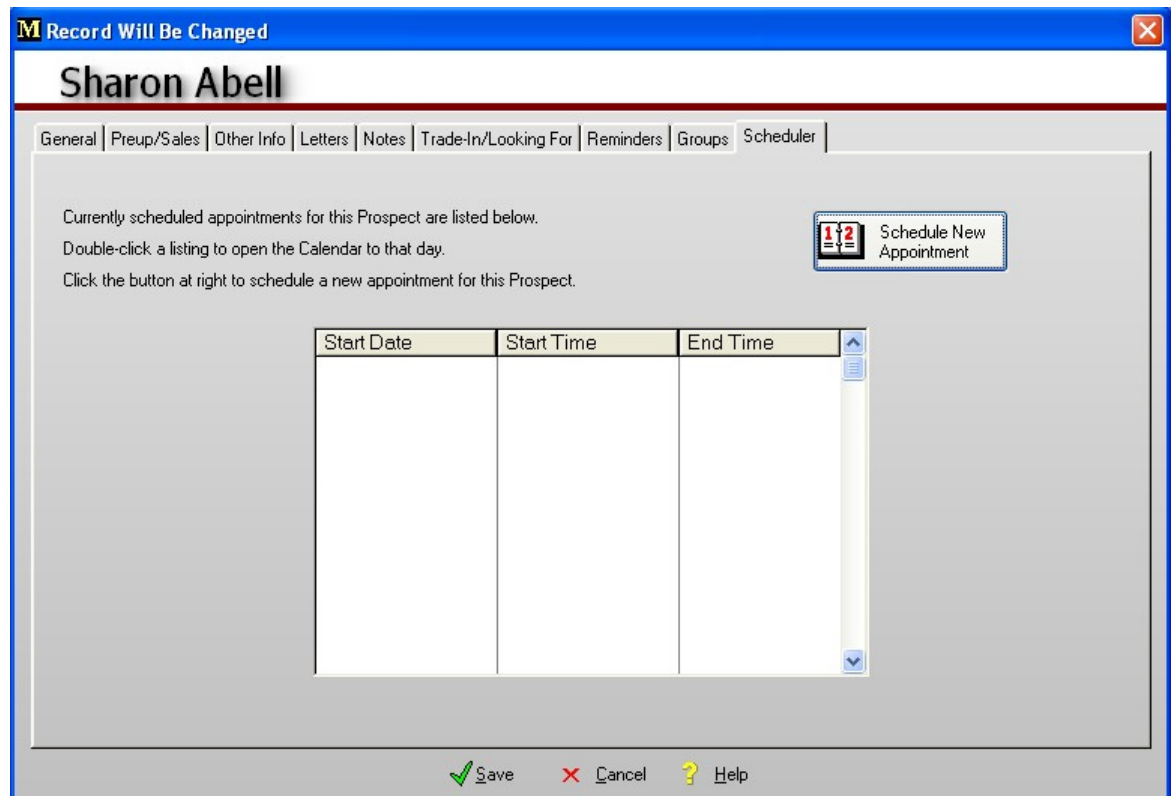 M Record Will Be Changed
Sharon Abell
General Preup/Sales Other Info Letters Notes Trade-In/Looking For Reminders Groups Scheduler
Currently scheduled appointments for this Prospect are listed below.
Double-click a listing to open the Calendar to that day.
Click the button at right to schedule a new appointment for this Prospect.
1 2 Schedule New
Appointment
Start Date Start Time End Time
Save Cancel ? Help